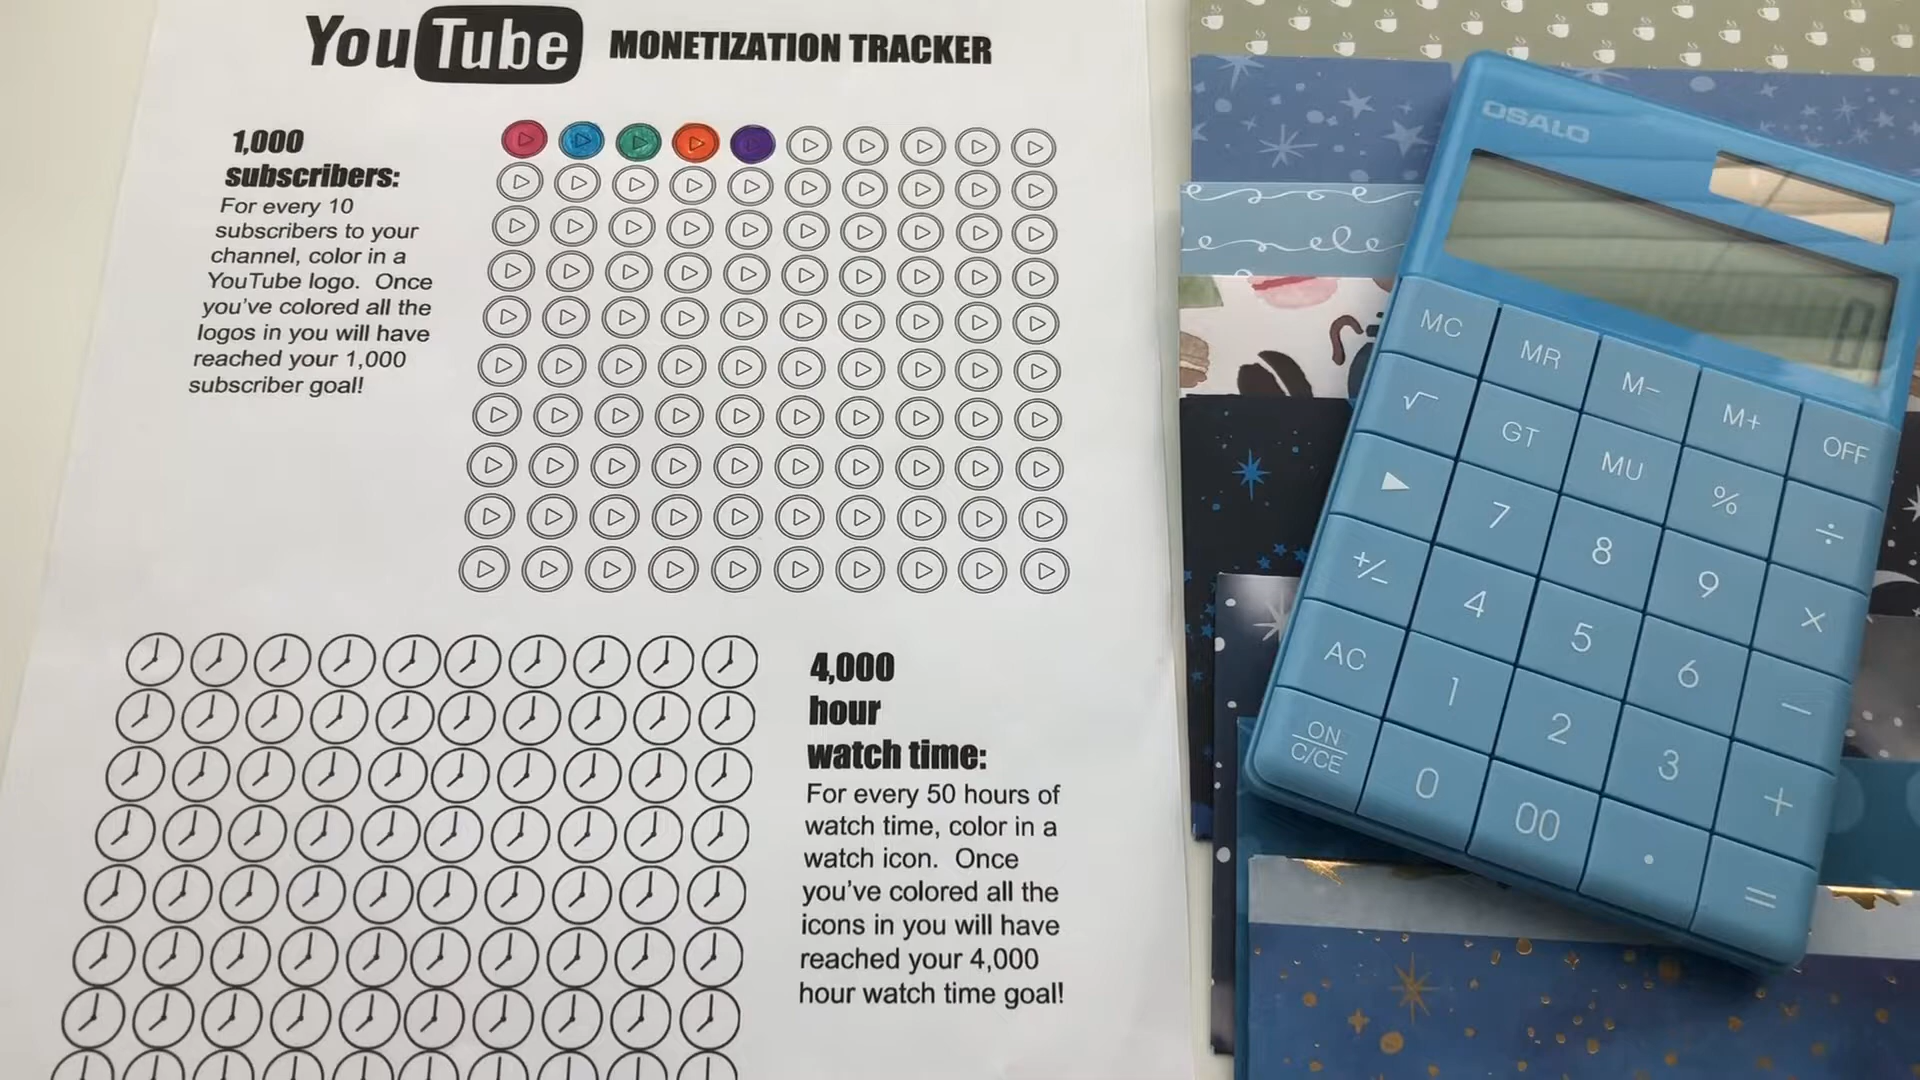 YouTube MONETIZATION TRACKER
1,000
subscribers:
For every 10
subscribers to your
channel, color in a
YouTube logo. Once
you've colored all the
logos in you will have
reached your 1,000
subscriber goal!
4,000
hour
watch time:
For every 50 hours of
watch time, color in a
watch icon. Once
you've colored all the
icons in you will have
reached your 4,000
hour watch time goal!
OSALO
0
MC MR M− M+ OFF
√ GT MU % ÷
▶ 7 8 9 ×
+/− 4 5 6 −
AC 1 2 3 +
ON
C/CE 0 00 . =